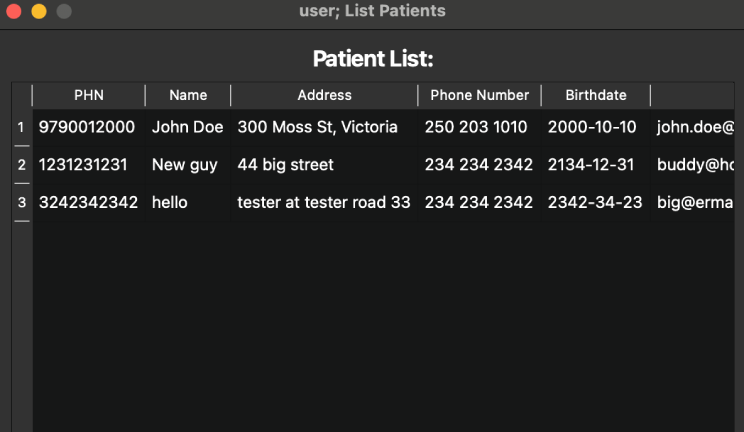 user; List Patients
Patient List:
PHN Name Address Phone Number Birthdate
1 9790012000 John Doe 300 Moss St, Victoria 250 203 1010 2000-10-10 john.doe@
2 1231231231 New guy 44 big street 234 234 2342 2134-12-31 buddy@ho
3 3242342342 hello tester at tester road 33 234 234 2342 2342-34-23 big@erma